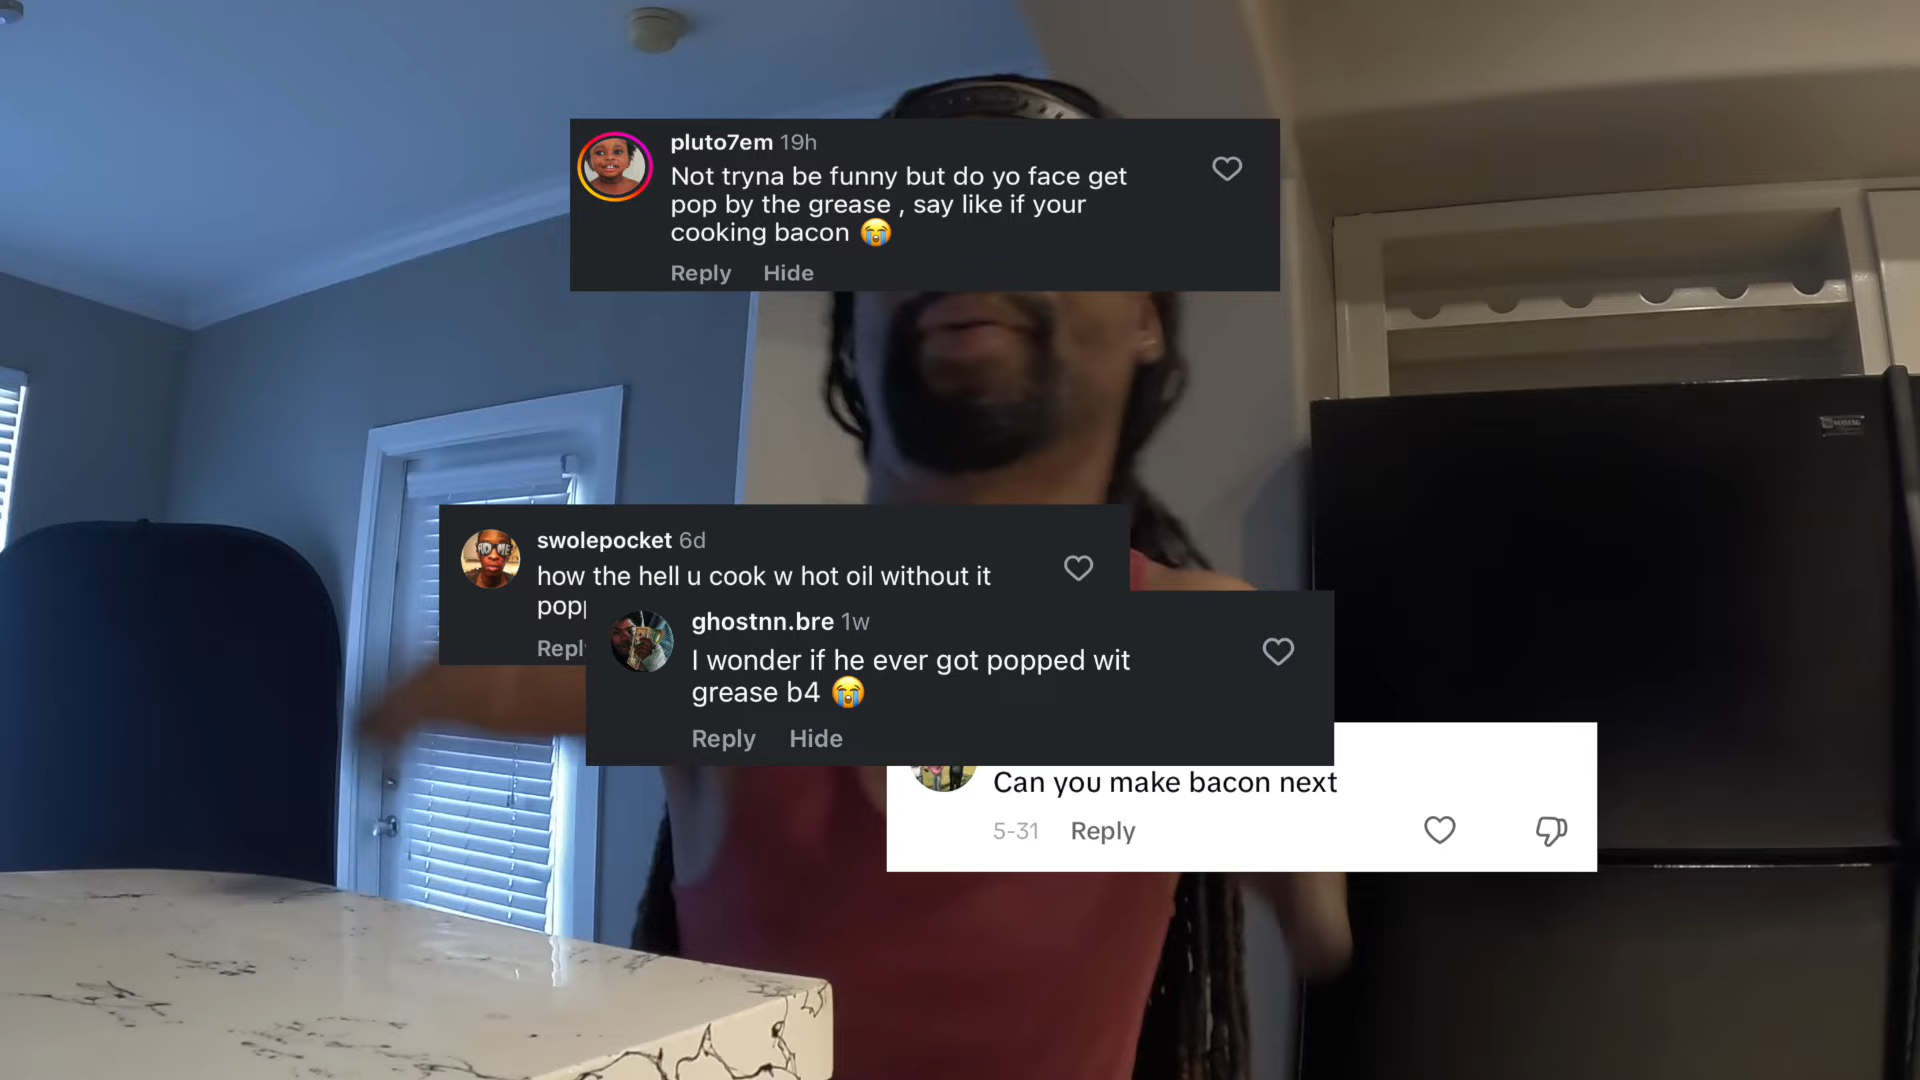 pluto7em 19h
Not tryna be funny but do yo face get
pop by the grease , say like if your
cooking bacon 😭
Reply Hide
swolepocket 6d
how the hell u cook w hot oil without it
ghostnn.bre 1w
I wonder if he ever got popped wit
grease b4 😭
Reply Hide
Can you make bacon next
5-31 Reply